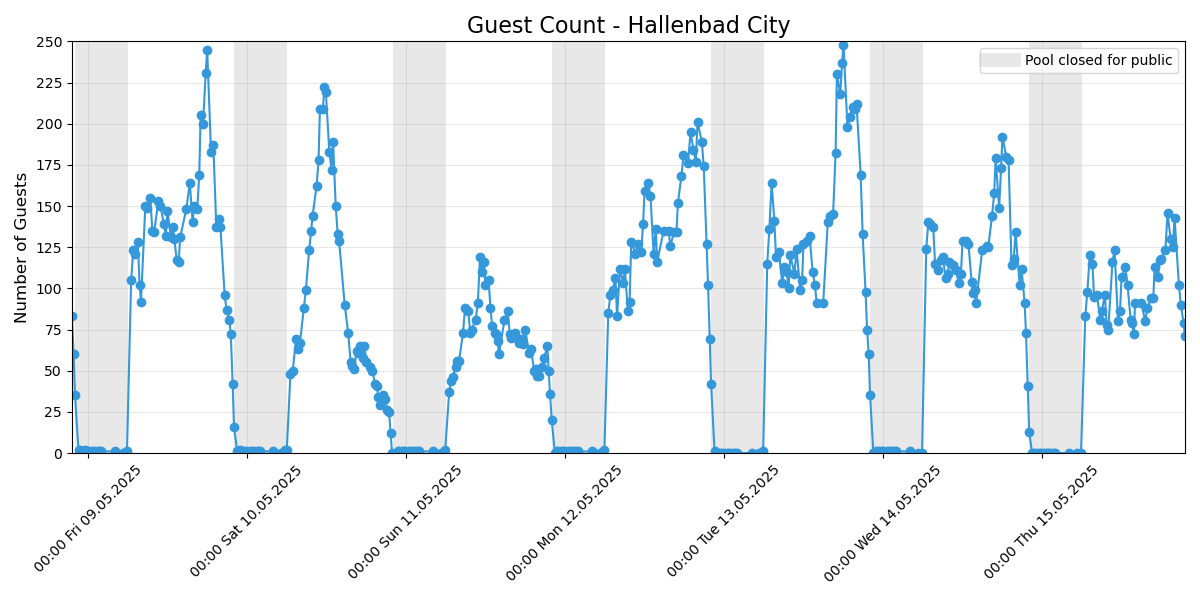 Guest Count - Hallenbad City
Pool closed for public
Number of Guests
250
225
200
175
150
125
100
75
50
25
0
00:00 Fri 09.05.2025
00:00 Sat 10.05.2025
00:00 Sun 11.05.2025
00:00 Mon 12.05.2025
00:00 Tue 13.05.2025
00:00 Wed 14.05.2025
00:00 Thu 15.05.2025